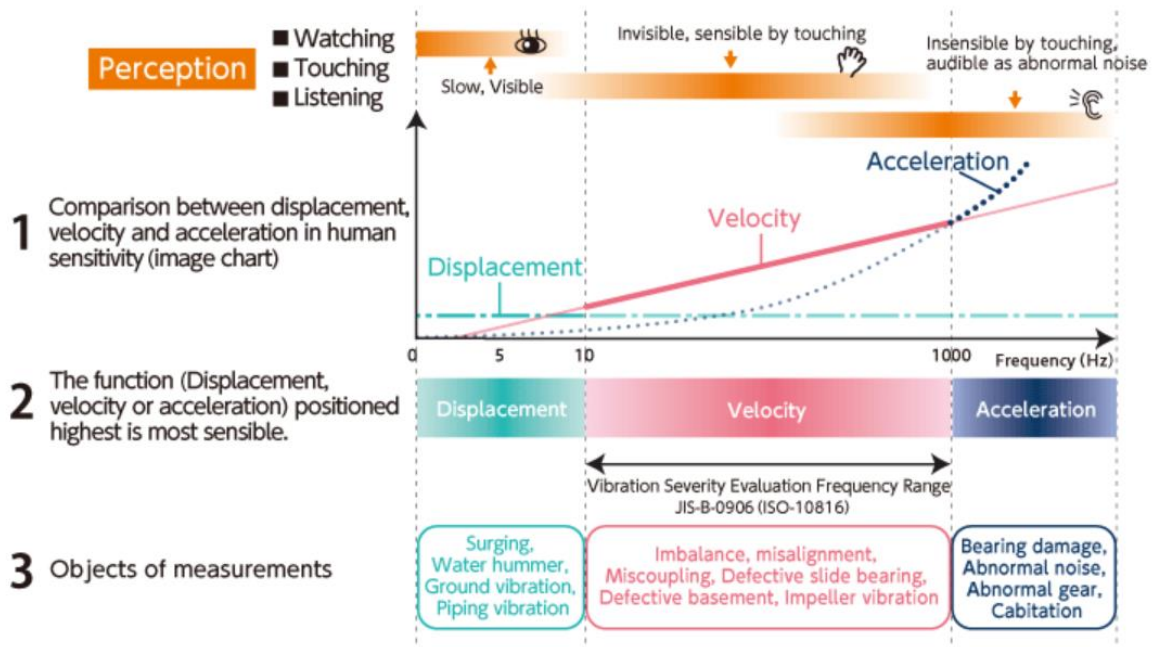 Perception
■ Watching
■ Touching
■ Listening
Slow, Visible
Invisible, sensible by touching
Insensible by touching,
audible as abnormal noise
1
Comparison between displacement,
velocity and acceleration in human
sensitivity (image chart)
Displacement
Velocity
Acceleration
0
5
10
1000
Frequency (Hz)
2
The function (Displacement,
velocity or acceleration) positioned
highest is most sensible.
Displacement
Velocity
Acceleration
Vibration Severity Evaluation Frequency Range
JIS-B-0906 (ISO-10816)
3
Objects of measurements
Surging,
Water hummer,
Ground vibration,
Piping vibration
Imbalance, misalignment,
Miscoupling, Defective slide bearing,
Defective basement, Impeller vibration
Bearing damage,
Abnormal noise,
Abnormal gear,
Cabitation